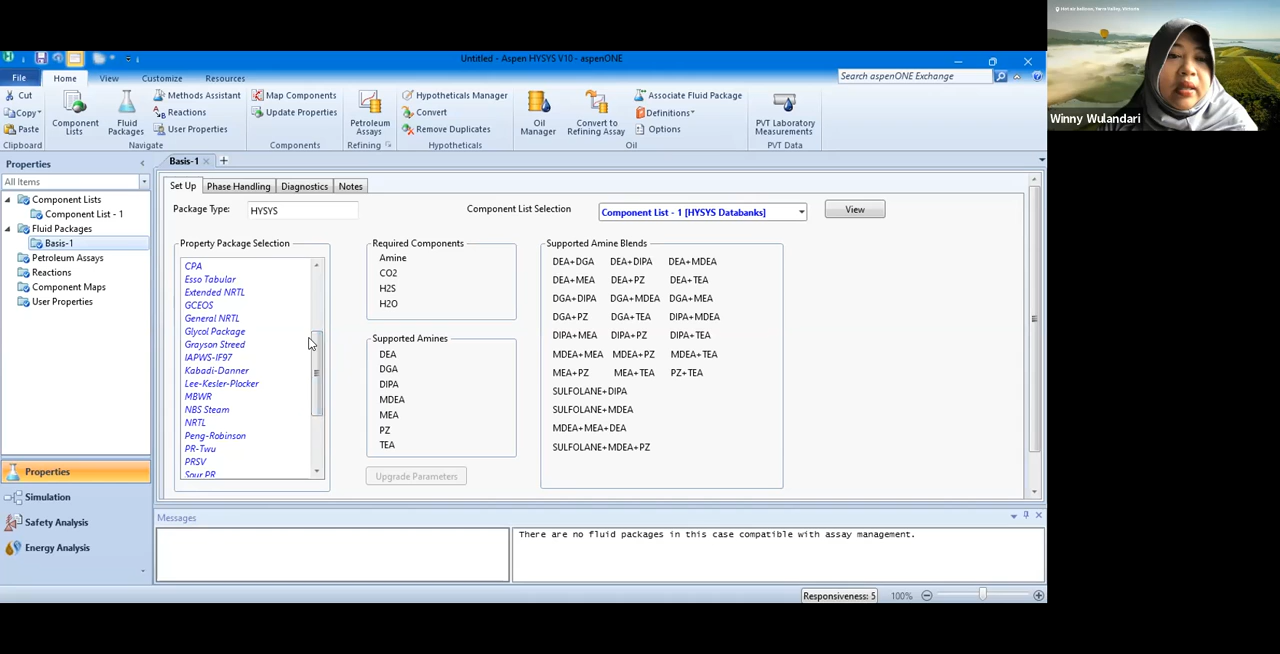 Hot air balloon, Yarra Valley, Victoria
Winny Wulandari
Untitled - Aspen HYSYS V10 - aspenONE
File Home View Customize Resources
Search aspenONE Exchange
Cut
Copy
Paste
Clipboard
Component Lists
Fluid Packages
Methods Assistant
Reactions
User Properties
Navigate
Map Components
Update Properties
Components
Petroleum Assays
Refining
Hypotheticals Manager
Convert
Remove Duplicates
Hypotheticals
Oil Manager
Convert to Refining Assay
Associate Fluid Package
Definitions
Options
Oil
PVT Laboratory Measurements
PVT Data
Properties
All Items
Component Lists
Component List - 1
Fluid Packages
Basis-1
Petroleum Assays
Reactions
Component Maps
User Properties
Properties
Simulation
Safety Analysis
Energy Analysis
Basis-1
Set Up Phase Handling Diagnostics Notes
Package Type: HYSYS
Component List Selection Component List - 1 [HYSYS Databanks] View
Property Package Selection
CPA
Esso Tabular
Extended NRTL
GCEOS
General NRTL
Glycol Package
Grayson Streed
IAPWS-IF97
Kabadi-Danner
Lee-Kesler-Plocker
MBWR
NBS Steam
NRTL
Peng-Robinson
PR-Twu
PRSV
Sour PR
Required Components
Amine
CO2
H2S
H2O
Supported Amines
DEA
DGA
DIPA
MDEA
MEA
PZ
TEA
Upgrade Parameters
Supported Amine Blends
DEA+DGA DEA+DIPA DEA+MDEA
DEA+MEA DEA+PZ DEA+TEA
DGA+DIPA DGA+MDEA DGA+MEA
DGA+PZ DGA+TEA DIPA+MDEA
DIPA+MEA DIPA+PZ DIPA+TEA
MDEA+MEA MDEA+PZ MDEA+TEA
MEA+PZ MEA+TEA PZ+TEA
SULFOLANE+DIPA
SULFOLANE+MDEA
MDEA+MEA+DEA
SULFOLANE+MDEA+PZ
Messages
There are no fluid packages in this case compatible with assay management.
Responsiveness: 5 100%